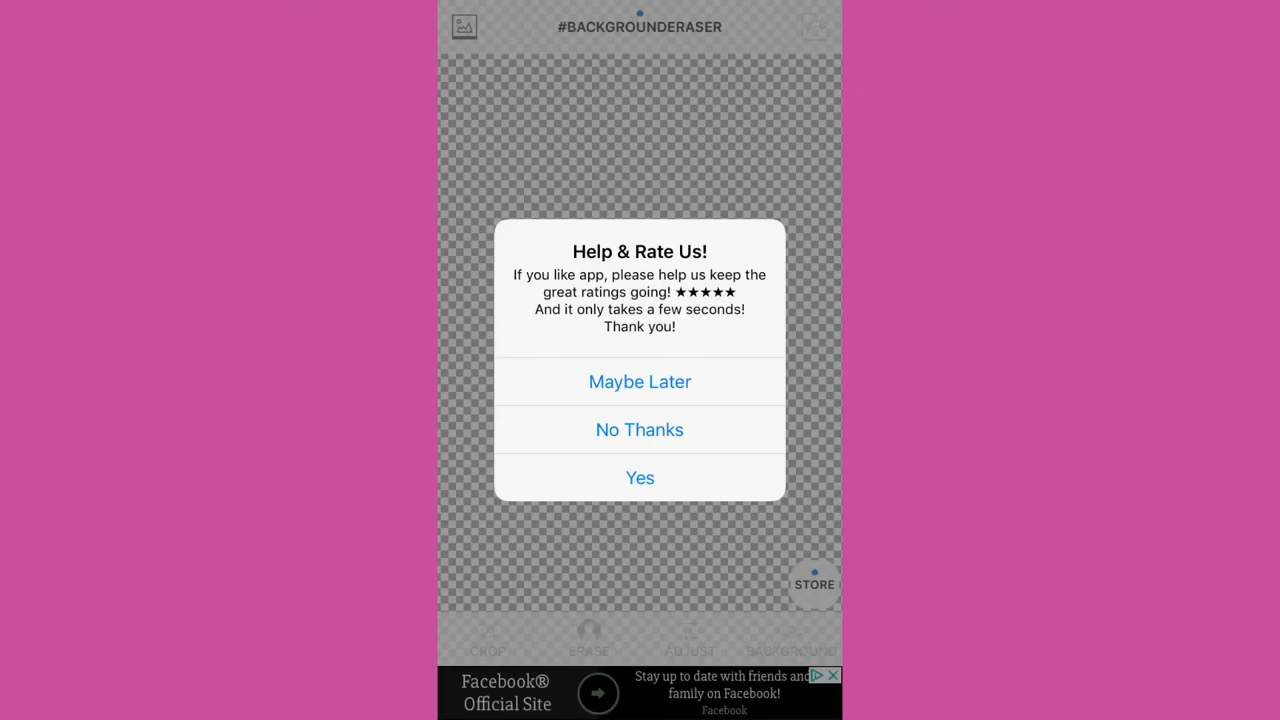 #BACKGROUNDERASER
Help & Rate Us!
If you like app, please help us keep the
great ratings going! ★★★★★
And it only takes a few seconds!
Thank you!
Maybe Later
No Thanks
Yes
STORE
CROP
ERASE
ADJUST
BACKGROUND
Facebook®
Official Site
Stay up to date with friends and
family on Facebook!
Facebook